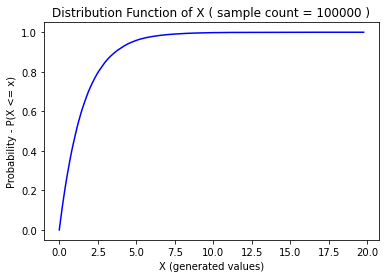 Distribution Function of X ( sample count = 100000 )
Probability - P(X <= x)
1.0
0.8
0.6
0.4
0.2
0.0
0.0 2.5 5.0 7.5 10.0 12.5 15.0 17.5 20.0
X (generated values)